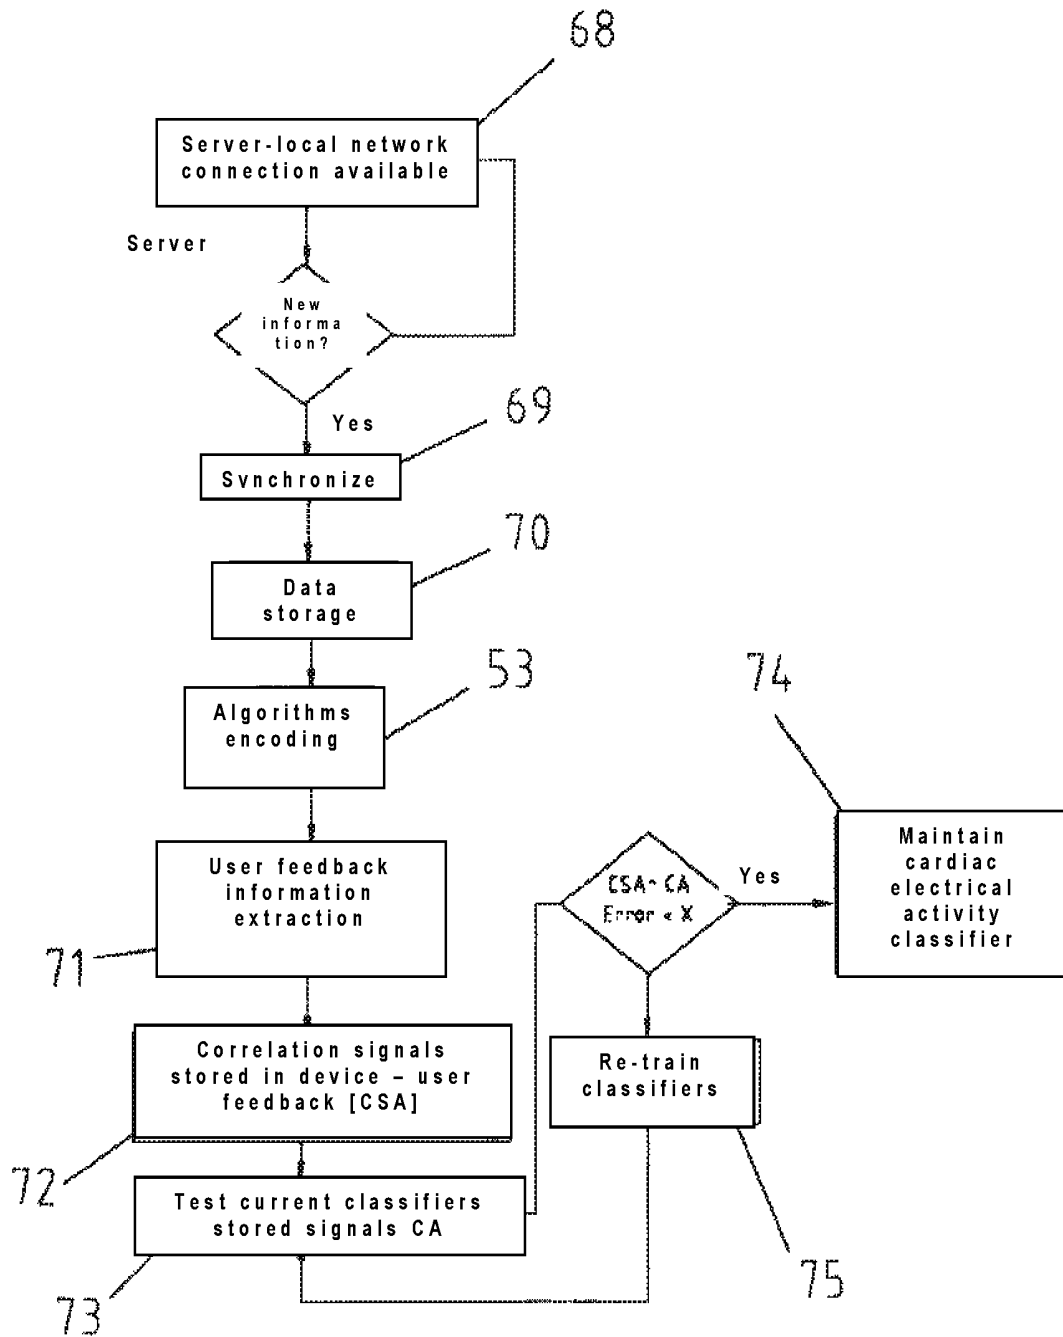 68
Server-local network
connection available
Server
New
informa
tion?
Yes
69
Synchronize
70
Data
storage
53
Algorithms
encoding
74
User feedback
information
extraction
71
CSA~ CA
Error < X
Yes
Maintain
cardiac
electrical
activity
classifier
Correlation signals
stored in device – user
feedback [CSA]
72
Re-train
classifiers
Test current classifiers
stored signals CA
73
75